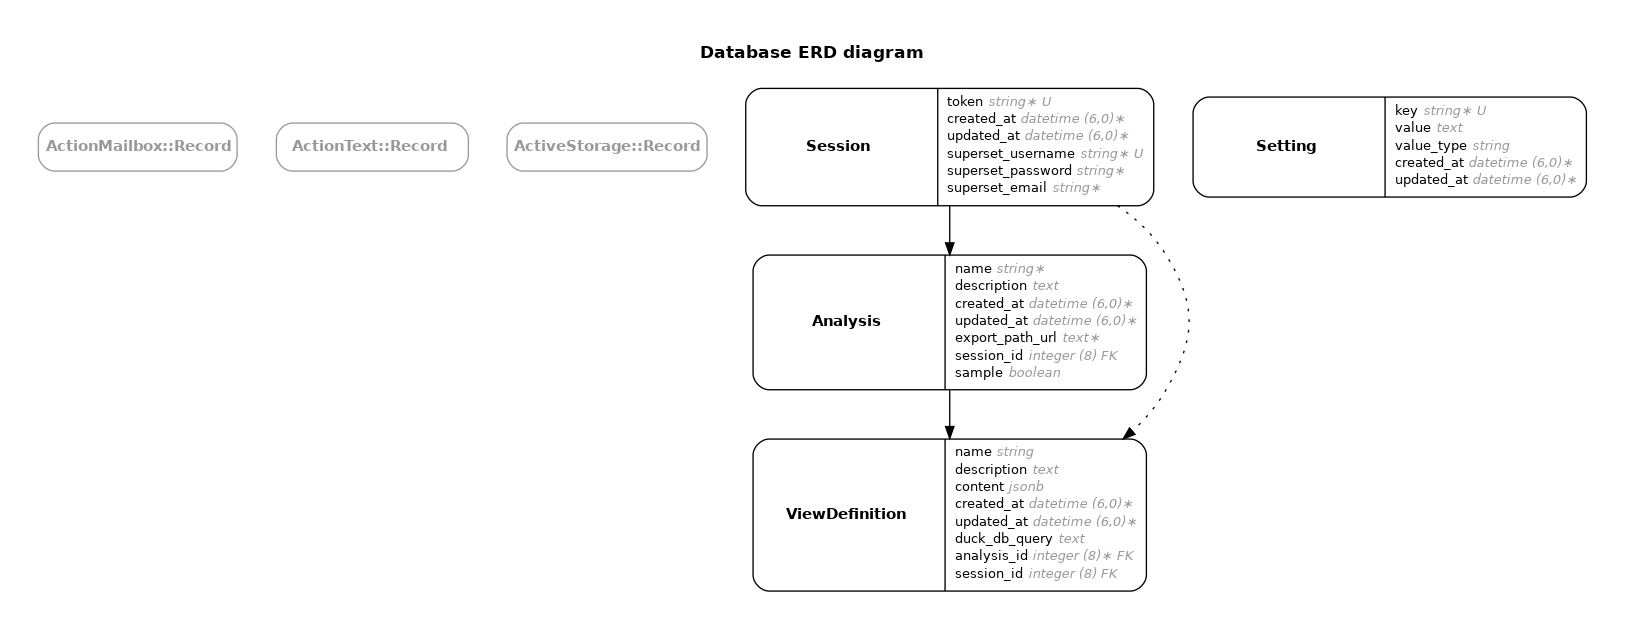 Database ERD diagram
ActionMailbox::Record
ActionText::Record
ActiveStorage::Record
Session
token string∗ U
created_at datetime (6,0)∗
updated_at datetime (6,0)∗
superset_username string∗ U
superset_password string∗
superset_email string∗
Setting
key string∗ U
value text
value_type string
created_at datetime (6,0)∗
updated_at datetime (6,0)∗
Analysis
name string∗
description text
created_at datetime (6,0)∗
updated_at datetime (6,0)∗
export_path_url text∗
session_id integer (8) FK
sample boolean
ViewDefinition
name string
description text
content jsonb
created_at datetime (6,0)∗
updated_at datetime (6,0)∗
duck_db_query text
analysis_id integer (8)∗ FK
session_id integer (8) FK